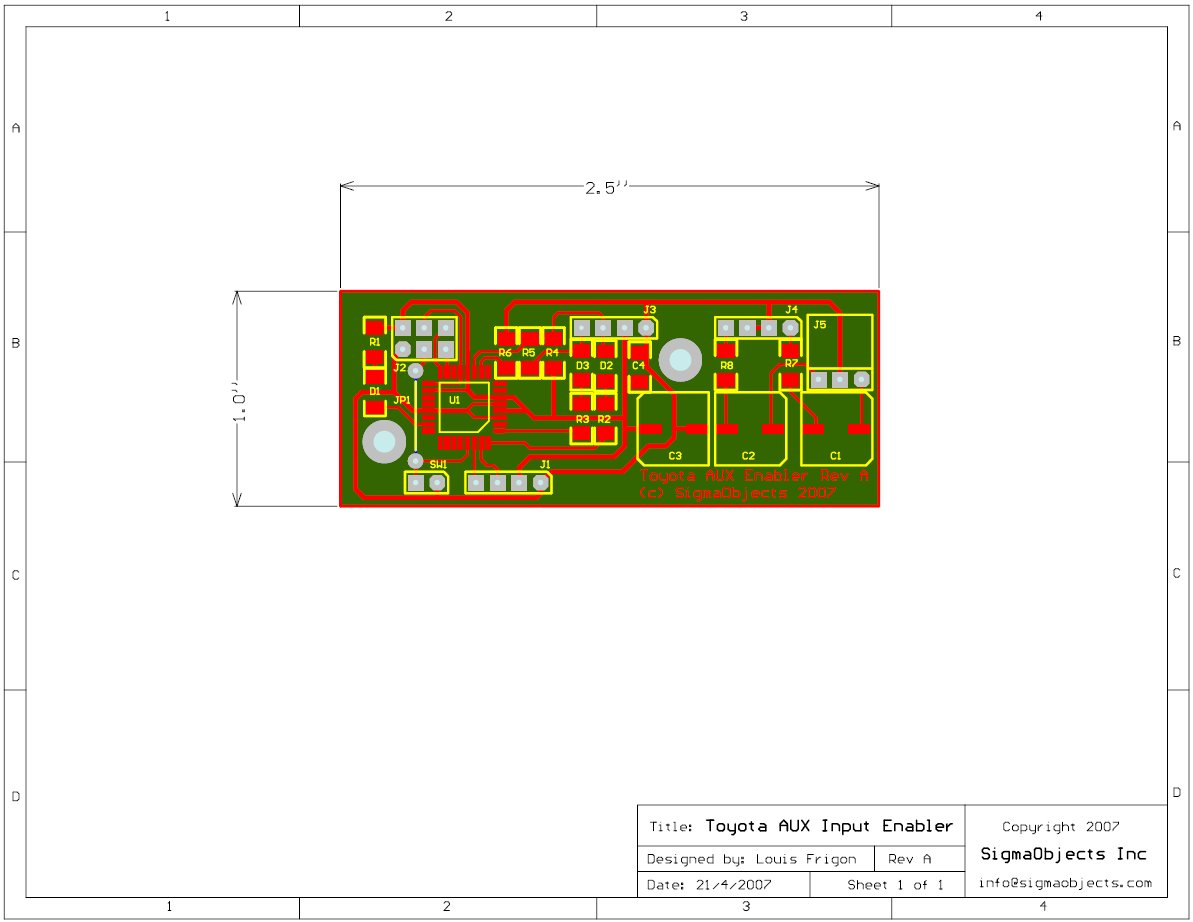 1 2 3 4
A A
2.5''
B B
1.0''
J3 J4
J5
R1 R6 R5 R4 D3 D2 C4 R8 R7
J2
D1 JP1 U1
R3 R2
SW1 J1 C3 C2 C1
Toyota AUX Enabler Rev A
(c) SigmaObjects 2007
C C
D D
Title: Toyota AUX Input Enabler
Designed by: Louis Frigon Rev A
Date: 21/4/2007 Sheet 1 of 1
Copyright 2007
SigmaObjects Inc
info@sigmaobjects.com
1 2 3 4